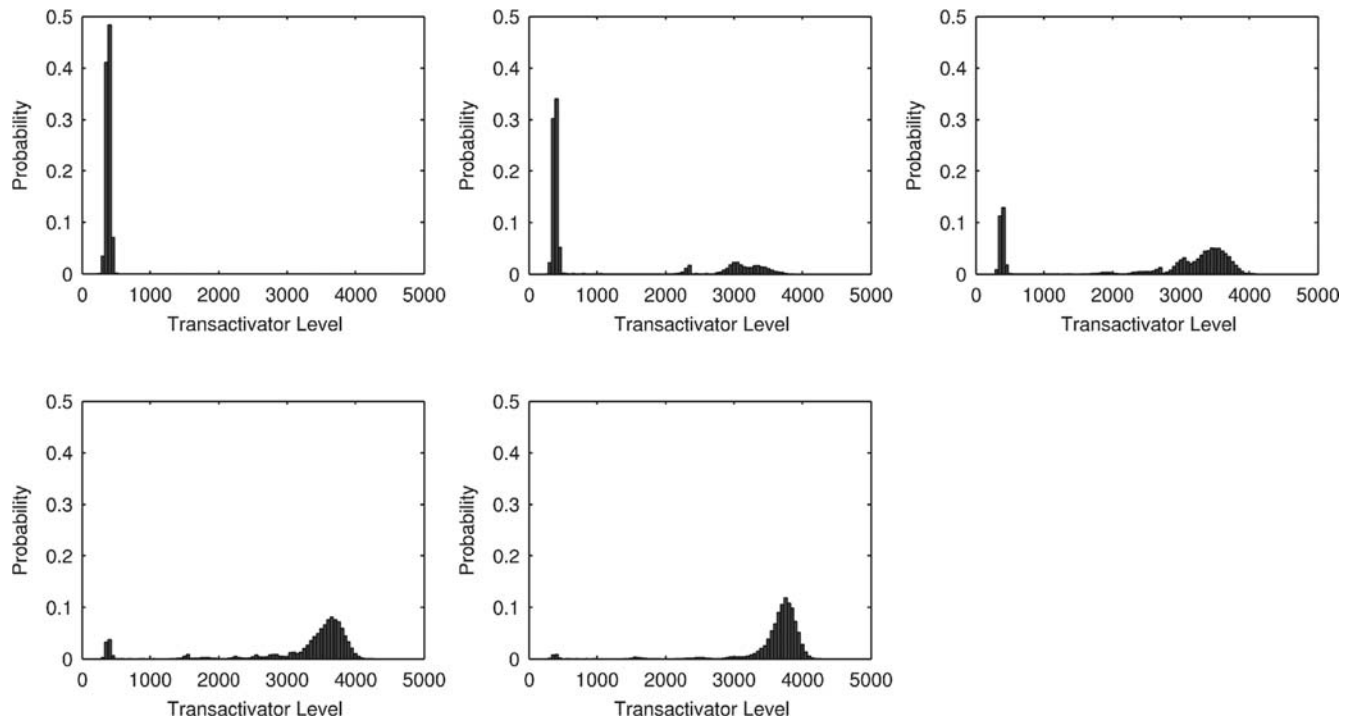 0.5 0.5 0.5
0.4 0.4 0.4
0.3 0.3 0.3
0.2 0.2 0.2
0.1 0.1 0.1
0 0 0
Probability Probability Probability
0 1000 2000 3000 4000 5000 0 1000 2000 3000 4000 5000 0 1000 2000 3000 4000 5000
Transactivator Level Transactivator Level Transactivator Level
0.5 0.5
0.4 0.4
0.3 0.3
0.2 0.2
0.1 0.1
0 0
Probability Probability
0 1000 2000 3000 4000 5000 0 1000 2000 3000 4000 5000
Transactivator Level Transactivator Level